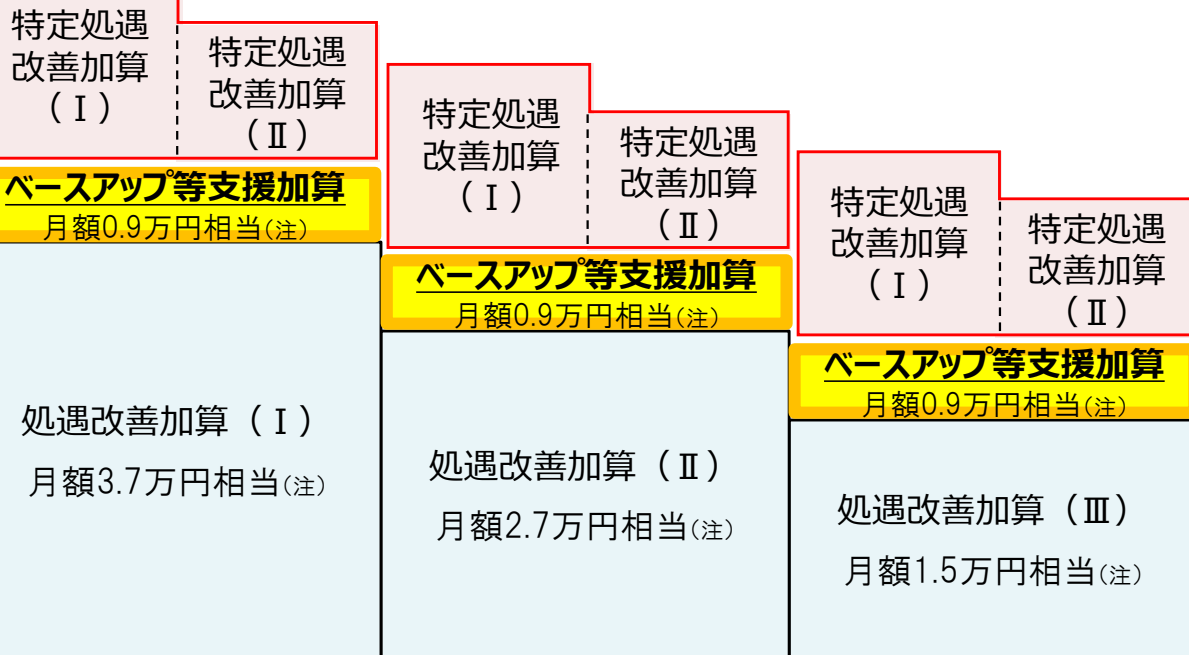 特定処遇
改善加算
（Ⅰ）
特定処遇
改善加算
（Ⅱ）
ベースアップ等支援加算
月額0.9万円相当(注)
処遇改善加算（Ⅰ）
月額3.7万円相当(注)
特定処遇
改善加算
（Ⅰ）
特定処遇
改善加算
（Ⅱ）
ベースアップ等支援加算
月額0.9万円相当(注)
処遇改善加算（Ⅱ）
月額2.7万円相当(注)
特定処遇
改善加算
（Ⅰ）
特定処遇
改善加算
（Ⅱ）
ベースアップ等支援加算
月額0.9万円相当(注)
処遇改善加算（Ⅲ）
月額1.5万円相当(注)